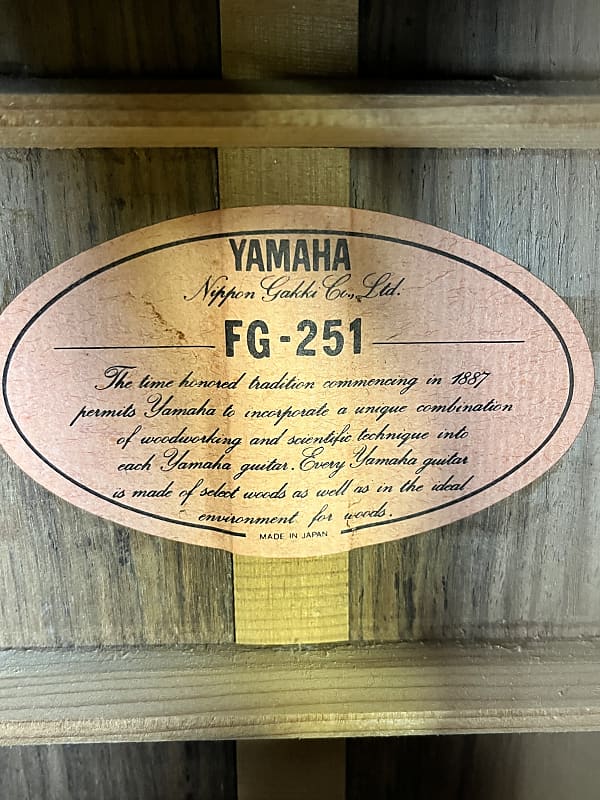 YAMAHA
Nippon Gakki Co., Ltd.
FG-251
The time honored tradition commencing in 1887
permits Yamaha to incorporate a unique combination
of woodworking and scientific technique into
each Yamaha guitar. Every Yamaha guitar
is made of select woods as well as in the ideal
environment for woods.
MADE IN JAPAN